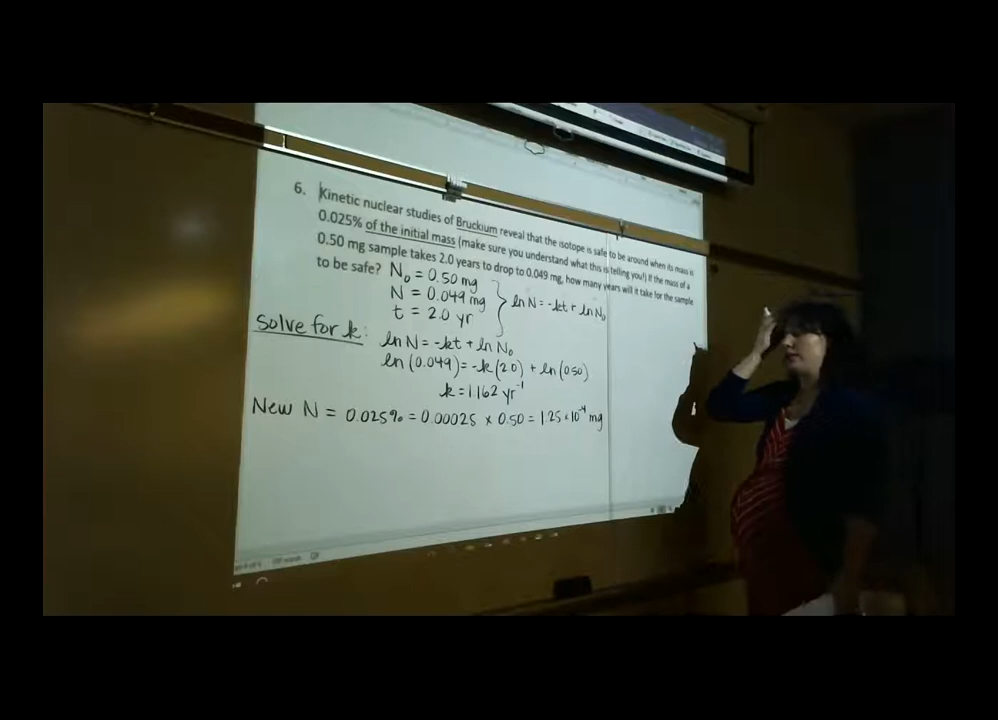 6. Kinetic nuclear studies of Bruckium reveal that the isotope is safe to be around when its mass is
0.025% of the initial mass (make sure you understand what this is telling you!) If the mass of a
0.50 mg sample takes 2.0 years to drop to 0.049 mg, how many years will it take for the sample
to be safe? N₀ = 0.50 mg
N = 0.049 mg
t = 2.0 yr
ln N = -kt + ln N₀
Solve for k:
ln N = -kt + ln N₀
ln (0.049) = -k (2.0) + ln (0.50)
k = 1.162 yr⁻¹
New N = 0.025% = 0.00025 x 0.50 = 1.25 x 10⁻⁴ mg